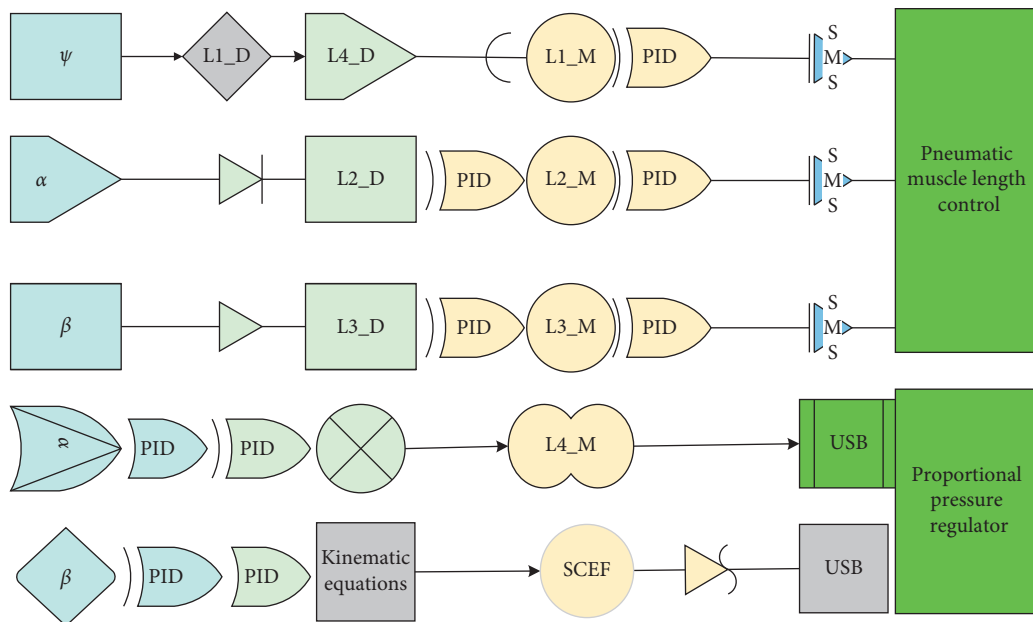 ψ
L1_D
L4_D
L1_M
PID
S
M
S
α
L2_D
PID
L2_M
PID
S
M
S
Pneumatic
muscle length
control
β
L3_D
PID
L3_M
PID
S
M
S
α
PID
PID
L4_M
USB
Proportional
pressure
regulator
β
PID
PID
Kinematic
equations
SCEF
USB